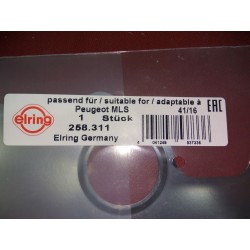 passend für / suitable for / adaptable à
Peugeot MLS
41/16
EAC
elring
1 Stück
258.311
Elring Germany